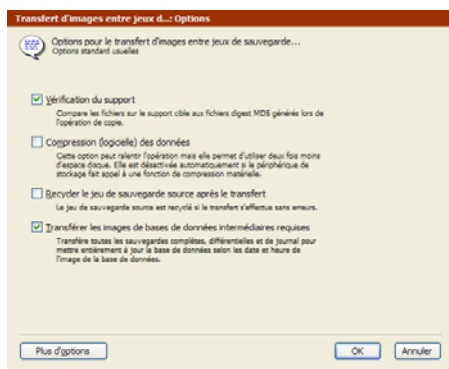 Transfert d'images entre jeux d...: Options
Options pour le transfert d'images entre jeux de sauvegarde...
Options standard usuelles
Vérification du support
Compare les fichiers sur le support cible aux fichiers digest MD5 générés lors de
l'opération de copie.
Compression (logicielle) des données
Cette option peut ralentir l'opération mais elle permet d'utiliser deux fois moins
d'espace disque. Elle est désactivée automatiquement si le périphérique de
stockage fait appel à une fonction de compression matérielle.
Recycler le jeu de sauvegarde source après le transfert
Le jeu de sauvegarde source est recyclé si le transfert s'effectue sans erreurs.
Transférer les images de bases de données intermédiaires requises
Transfère toutes les sauvegardes complètes, différentielles et de journal pour
mettre entièrement à jour la base de données selon les date et heure de
l'image de la base de données.
Plus d'options
OK
Annuler